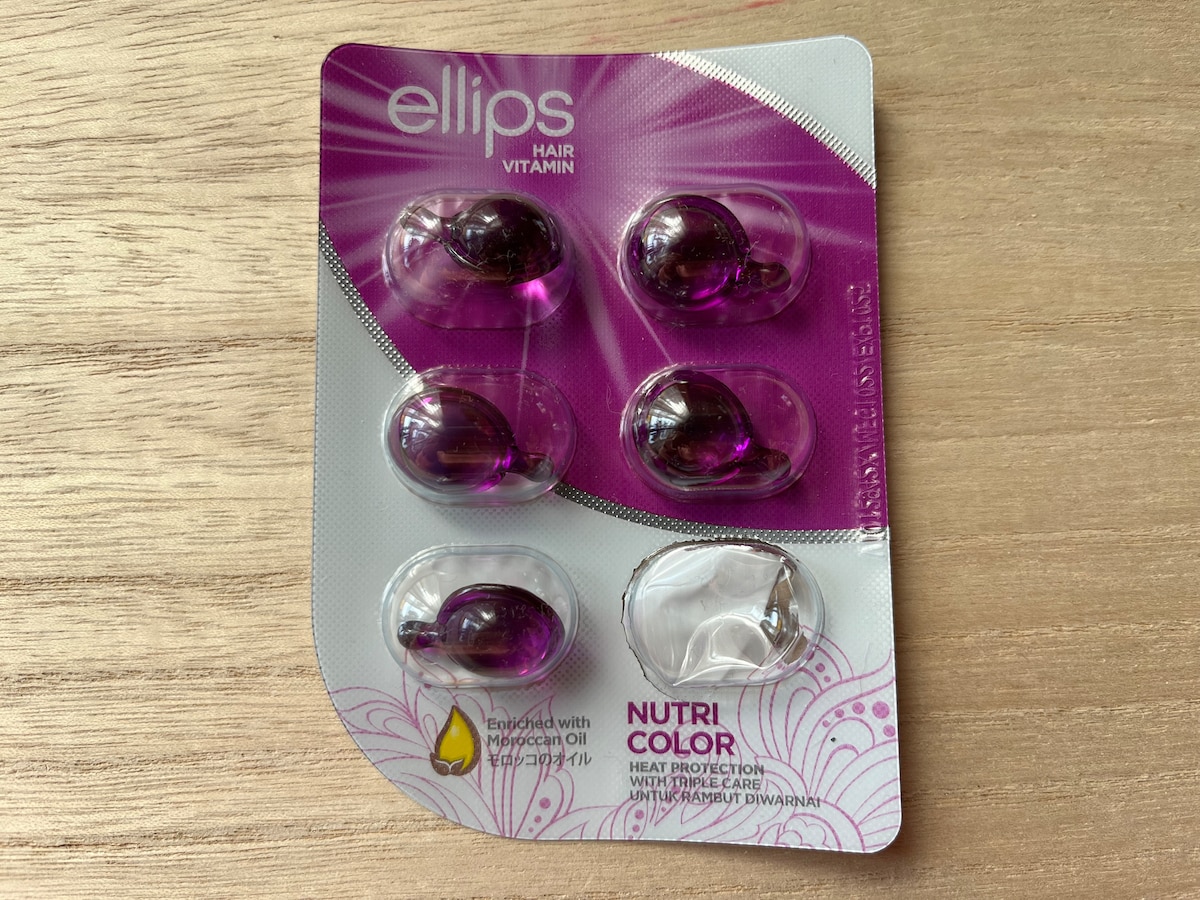 ellips
HAIR
VITAMIN
Enriched with
Moroccan Oil
モロッコのオイル
NUTRI
COLOR
HEAT PROTECTION
WITH TRIPLE CARE
UNTUK RAMBUT DIWARNAI